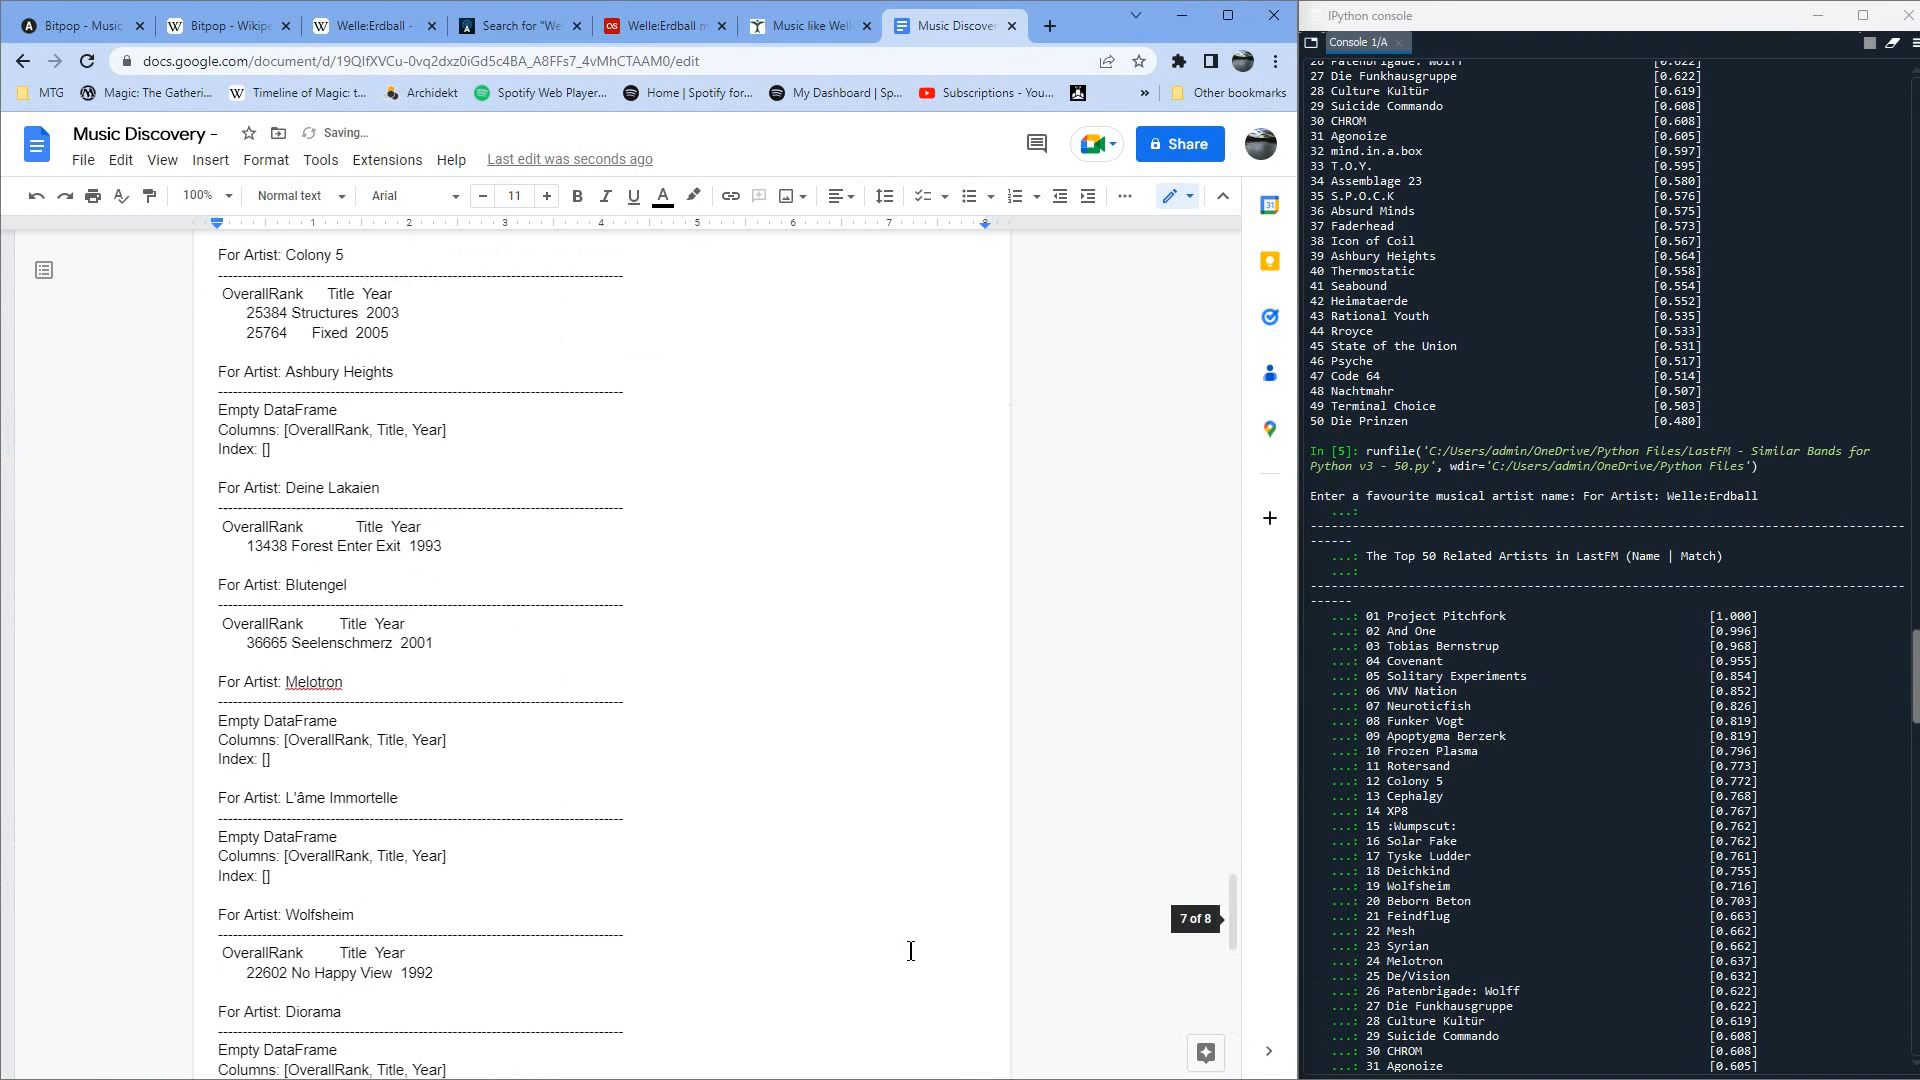 Bitpop - Music
Bitpop - Wikipe
Welle:Erdball -
Search for "We
Welle:Erdball m
Music like Well
Music Discover
docs.google.com/document/d/19QIfXVCu-0vq2dxz0iGd5c4BA_A8FFs7_4vMhCTAAM0/edit
MTG
Magic: The Gatheri...
Timeline of Magic: t...
Archidekt
Spotify Web Player...
Home | Spotify for...
My Dashboard | Sp...
Subscriptions - You...
»
Other bookmarks
Music Discovery -
Saving...
File Edit View Insert Format Tools Extensions Help
Last edit was seconds ago
Share
100%
Normal text
Arial
11
1 2 3 4 5 6 7 8
For Artist: Colony 5
----------------------------------------------------------------------------------
OverallRank Title Year
25384 Structures 2003
25764 Fixed 2005
For Artist: Ashbury Heights
----------------------------------------------------------------------------------
Empty DataFrame
Columns: [OverallRank, Title, Year]
Index: []
For Artist: Deine Lakaien
----------------------------------------------------------------------------------
OverallRank Title Year
13438 Forest Enter Exit 1993
For Artist: Blutengel
----------------------------------------------------------------------------------
OverallRank Title Year
36665 Seelenschmerz 2001
For Artist: Melotron
----------------------------------------------------------------------------------
Empty DataFrame
Columns: [OverallRank, Title, Year]
Index: []
For Artist: L'âme Immortelle
----------------------------------------------------------------------------------
Empty DataFrame
Columns: [OverallRank, Title, Year]
Index: []
For Artist: Wolfsheim
----------------------------------------------------------------------------------
OverallRank Title Year
22602 No Happy View 1992
For Artist: Diorama
----------------------------------------------------------------------------------
Empty DataFrame
Columns: [OverallRank, Title, Year]
7 of 8
IPython console
Console 1/A
26 Patenbrigade: Wolff [0.622]
27 Die Funkhausgruppe [0.622]
28 Culture Kultür [0.619]
29 Suicide Commando [0.608]
30 CHROM [0.608]
31 Agonoize [0.605]
32 mind.in.a.box [0.597]
33 T.O.Y. [0.595]
34 Assemblage 23 [0.580]
35 S.P.O.C.K [0.576]
36 Absurd Minds [0.575]
37 Faderhead [0.573]
38 Icon of Coil [0.567]
39 Ashbury Heights [0.564]
40 Thermostatic [0.558]
41 Seabound [0.554]
42 Heimataerde [0.552]
43 Rational Youth [0.535]
44 Rroyce [0.533]
45 State of the Union [0.531]
46 Psyche [0.517]
47 Code 64 [0.514]
48 Nachtmahr [0.507]
49 Terminal Choice [0.503]
50 Die Prinzen [0.480]
In [5]: runfile('C:/Users/admin/OneDrive/Python Files/LastFM - Similar Bands for
Python v3 - 50.py', wdir='C:/Users/admin/OneDrive/Python Files')
Enter a favourite musical artist name: For Artist: Welle:Erdball
...:
--------------------------------------------------------------------------------
------
...: The Top 50 Related Artists in LastFM (Name | Match)
...:
--------------------------------------------------------------------------------
------
...: 01 Project Pitchfork [1.000]
...: 02 And One [0.996]
...: 03 Tobias Bernstrup [0.968]
...: 04 Covenant [0.955]
...: 05 Solitary Experiments [0.854]
...: 06 VNV Nation [0.852]
...: 07 Neuroticfish [0.826]
...: 08 Funker Vogt [0.819]
...: 09 Apoptygma Berzerk [0.819]
...: 10 Frozen Plasma [0.796]
...: 11 Rotersand [0.773]
...: 12 Colony 5 [0.772]
...: 13 Cephalgy [0.768]
...: 14 XP8 [0.767]
...: 15 :Wumpscut: [0.762]
...: 16 Solar Fake [0.762]
...: 17 Tyske Ludder [0.761]
...: 18 Deichkind [0.755]
...: 19 Wolfsheim [0.716]
...: 20 Beborn Beton [0.703]
...: 21 Feindflug [0.663]
...: 22 Mesh [0.662]
...: 23 Syrian [0.662]
...: 24 Melotron [0.637]
...: 25 De/Vision [0.632]
...: 26 Patenbrigade: Wolff [0.622]
...: 27 Die Funkhausgruppe [0.622]
...: 28 Culture Kultür [0.619]
...: 29 Suicide Commando [0.608]
...: 30 CHROM [0.608]
...: 31 Agonoize [0.605]